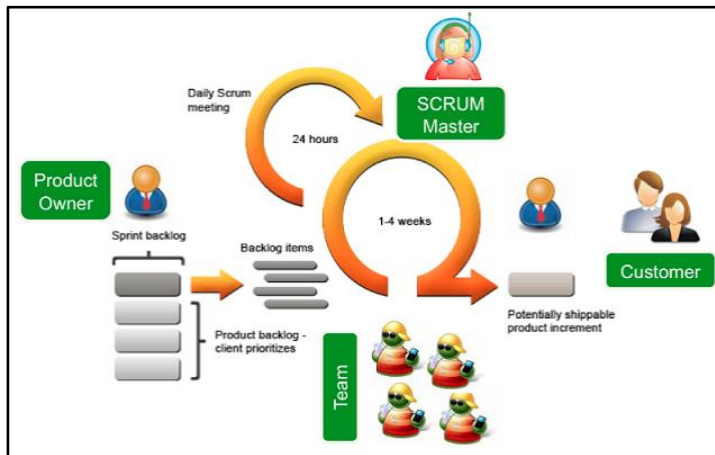 Daily Scrum
meeting
24 hours
SCRUM
Master
Product
Owner
Sprint backlog
Backlog items
1-4 weeks
Customer
Product backlog -
client prioritizes
Potentially shippable
product increment
Team